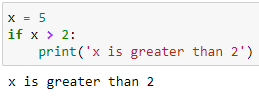 x = 5
if x > 2:
    print('x is greater than 2')
x is greater than 2